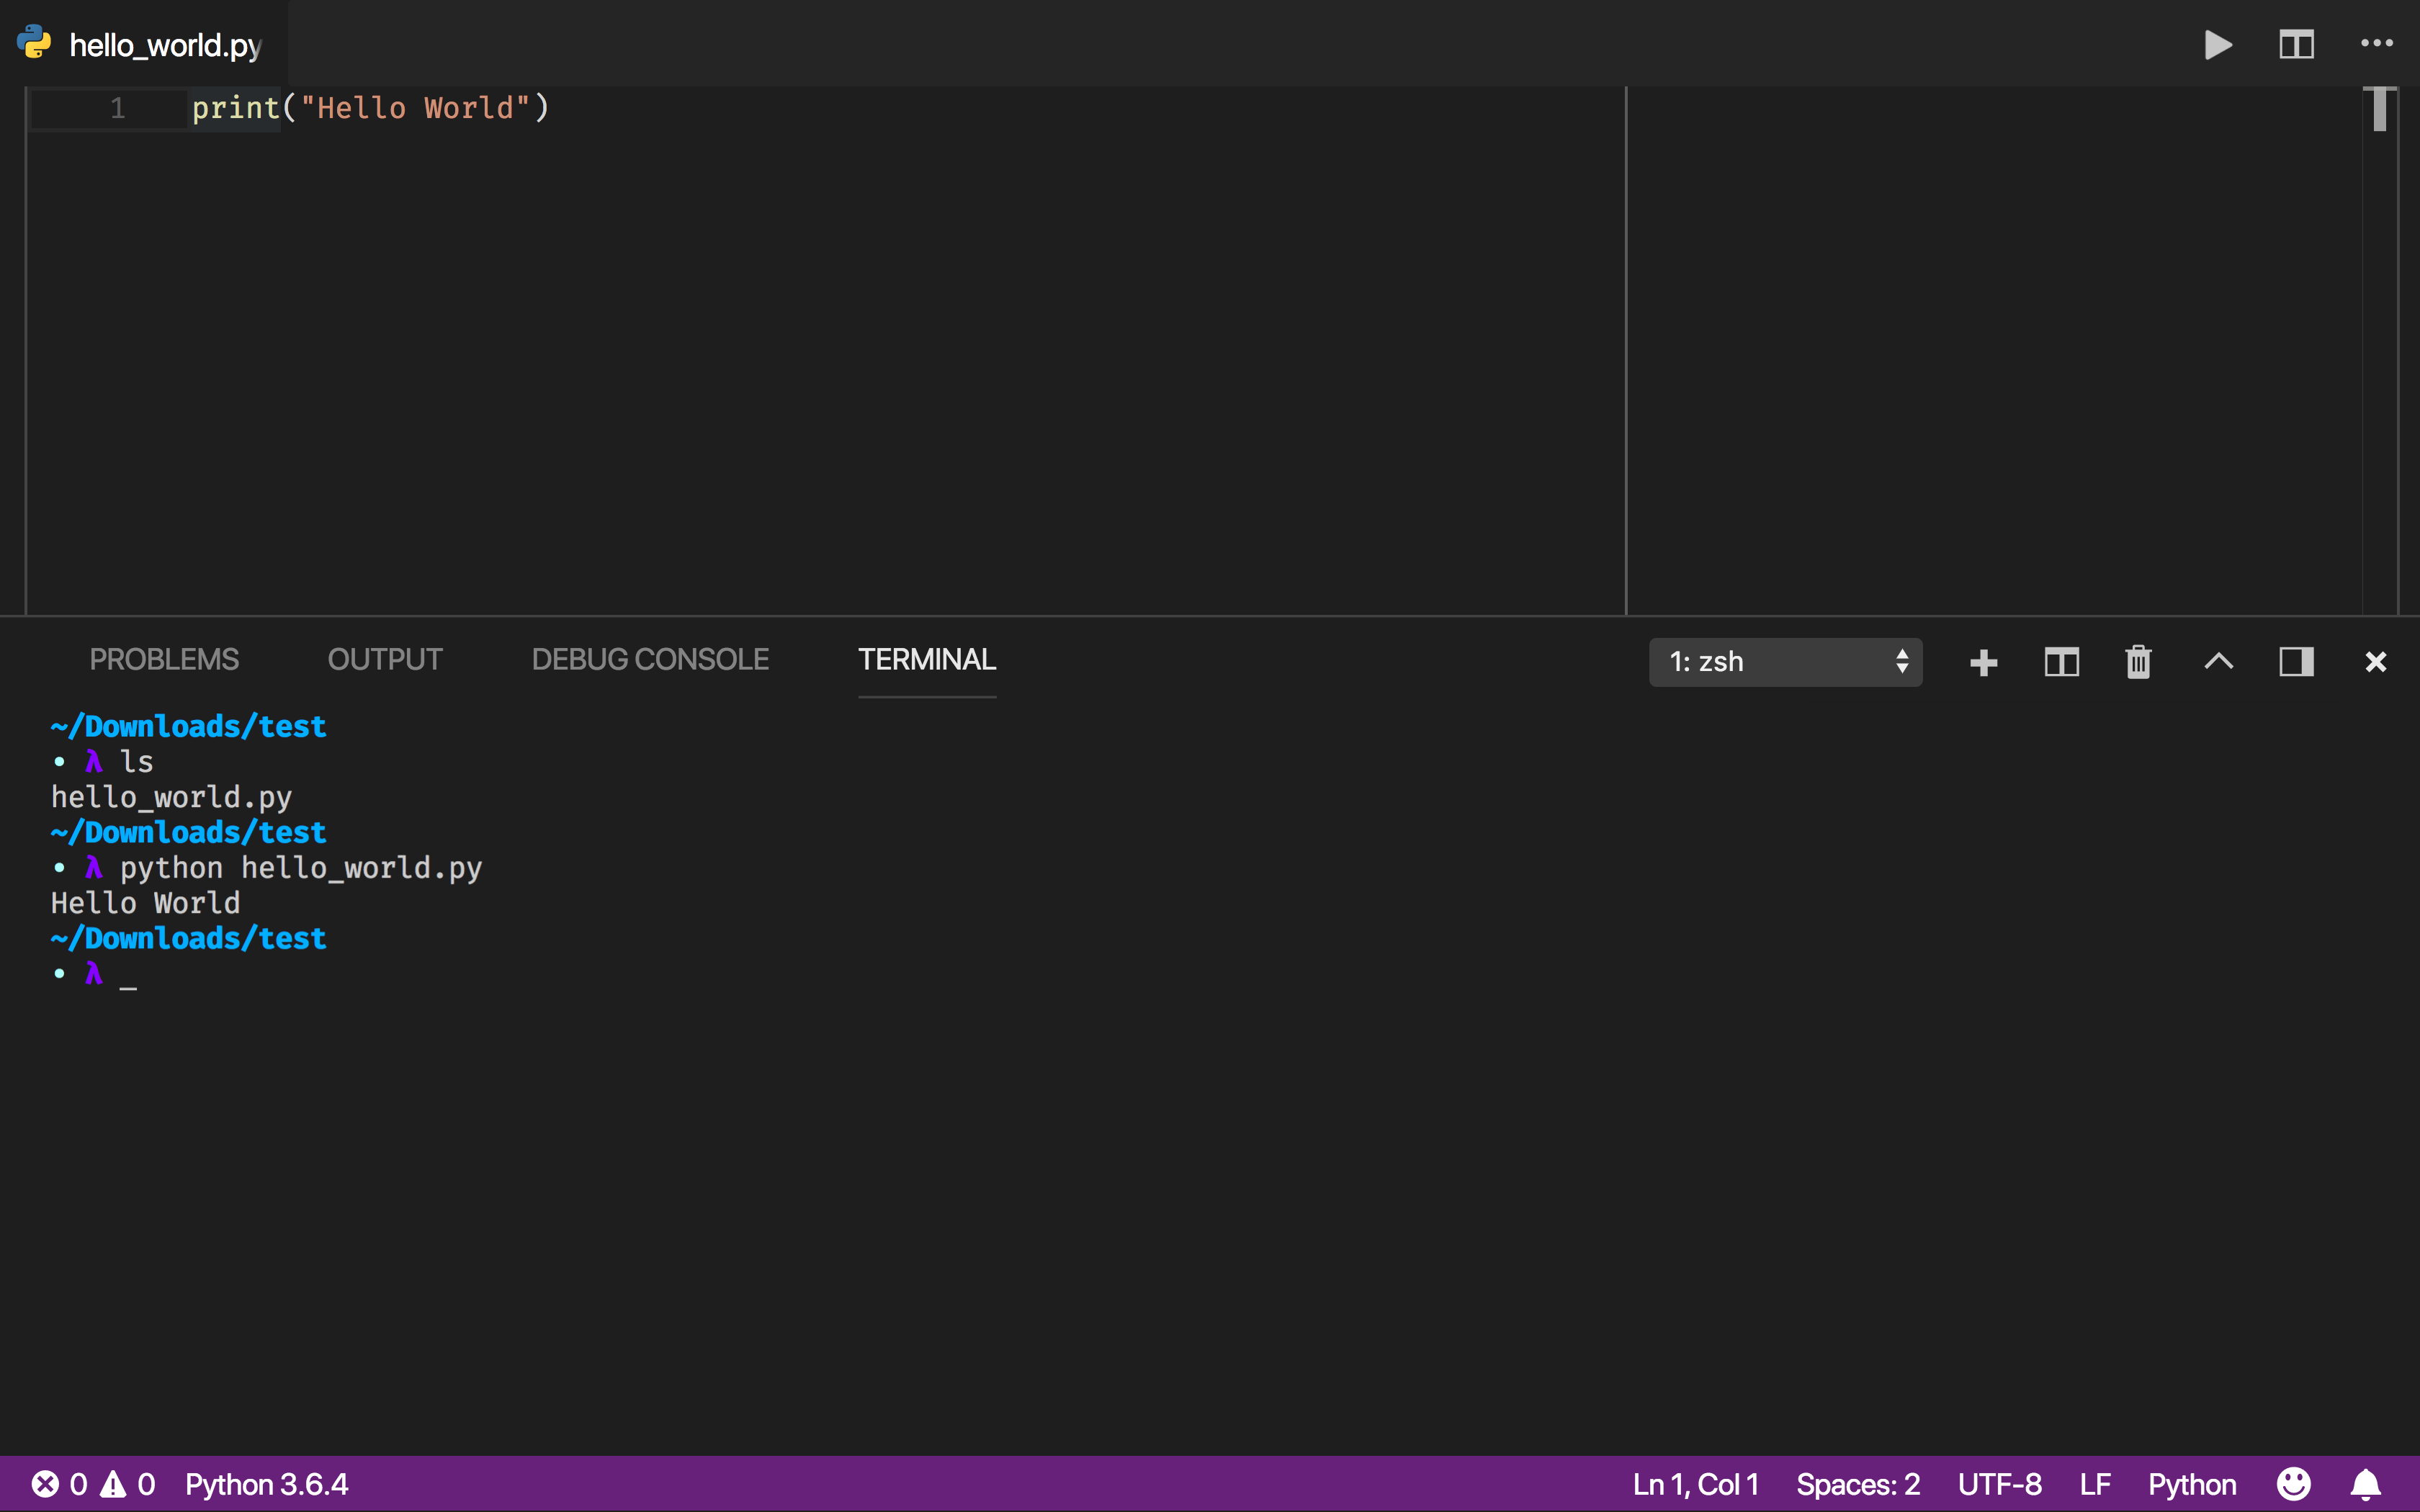 hello_world.py
1 print("Hello World")
PROBLEMS OUTPUT DEBUG CONSOLE TERMINAL 1: zsh
~/Downloads/test
• λ ls
hello_world.py
~/Downloads/test
• λ python hello_world.py
Hello World
~/Downloads/test
• λ _
0 0 Python 3.6.4 Ln 1, Col 1 Spaces: 2 UTF-8 LF Python